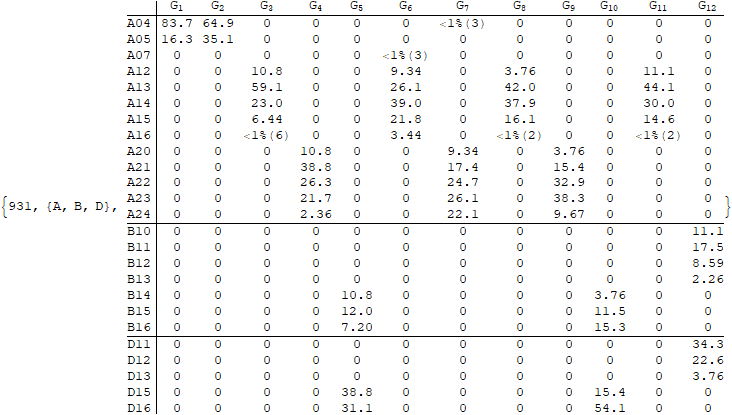 G1 G2 G3 G4 G5 G6 G7 G8 G9 G10 G11 G12
A04 83.7 64.9 0 0 0 0 <1%(3) 0 0 0 0 0
A05 16.3 35.1 0 0 0 0 0 0 0 0 0 0
A07 0 0 0 0 0 <1%(3) 0 0 0 0 0 0
A12 0 0 10.8 0 0 9.34 0 3.76 0 0 11.1 0
A13 0 0 59.1 0 0 26.1 0 42.0 0 0 44.1 0
A14 0 0 23.0 0 0 39.0 0 37.9 0 0 30.0 0
A15 0 0 6.44 0 0 21.8 0 16.1 0 0 14.6 0
A16 0 0 <1%(6) 0 0 3.44 0 <1%(2) 0 0 <1%(2) 0
A20 0 0 0 10.8 0 0 9.34 0 3.76 0 0 0
A21 0 0 0 38.8 0 0 17.4 0 15.4 0 0 0
A22 0 0 0 26.3 0 0 24.7 0 32.9 0 0 0
{931, {A, B, D}, A23 0 0 0 21.7 0 0 26.1 0 38.3 0 0 0 }
A24 0 0 0 2.36 0 0 22.1 0 9.67 0 0 0
B10 0 0 0 0 0 0 0 0 0 0 0 11.1
B11 0 0 0 0 0 0 0 0 0 0 0 17.5
B12 0 0 0 0 0 0 0 0 0 0 0 8.59
B13 0 0 0 0 0 0 0 0 0 0 0 2.26
B14 0 0 0 0 10.8 0 0 0 0 3.76 0 0
B15 0 0 0 0 12.0 0 0 0 0 11.5 0 0
B16 0 0 0 0 7.20 0 0 0 0 15.3 0 0
D11 0 0 0 0 0 0 0 0 0 0 0 34.3
D12 0 0 0 0 0 0 0 0 0 0 0 22.6
D13 0 0 0 0 0 0 0 0 0 0 0 3.76
D15 0 0 0 0 38.8 0 0 0 0 15.4 0 0
D16 0 0 0 0 31.1 0 0 0 0 54.1 0 0